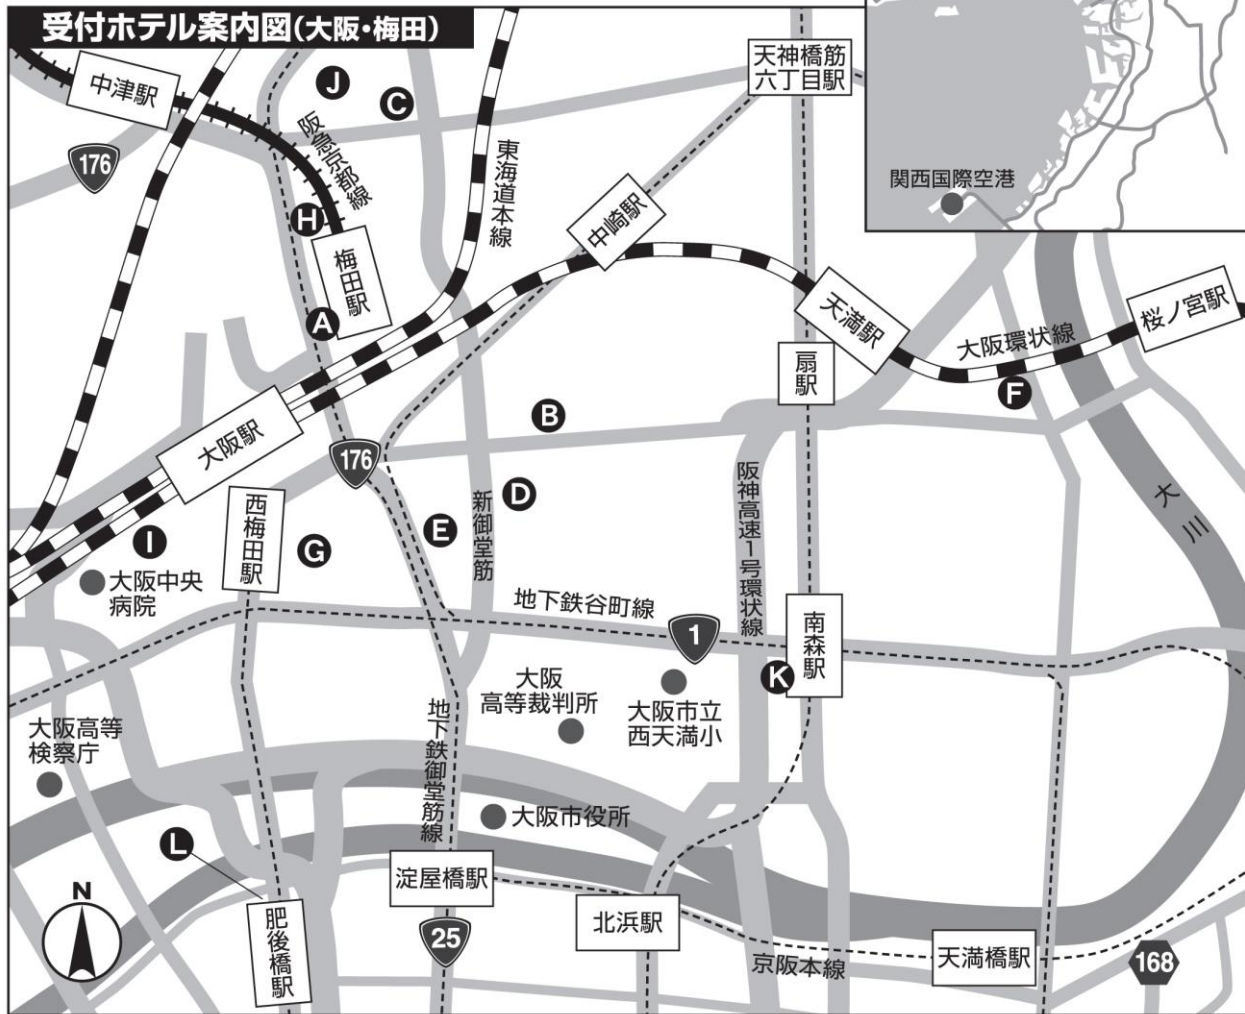 受付ホテル案内図(大阪・梅田)
中津駅
176
J
C
阪急京都線
H
梅田駅
A
東海道本線
中崎駅
天神橋筋
六丁目駅
関西国際空港
天満駅
扇駅
大阪環状線
桜ノ宮駅
F
大阪駅
176
B
西梅田駅
G
E
D
新御堂筋
阪神高速1号環状線
大川
I
大阪中央
病院
地下鉄谷町線
1
南森駅
K
大阪
高等裁判所
大阪市立
西天満小
大阪高等
検察庁
地下鉄御堂筋線
大阪市役所
L
N
肥後橋駅
淀屋橋駅
25
北浜駅
京阪本線
天満橋駅
168